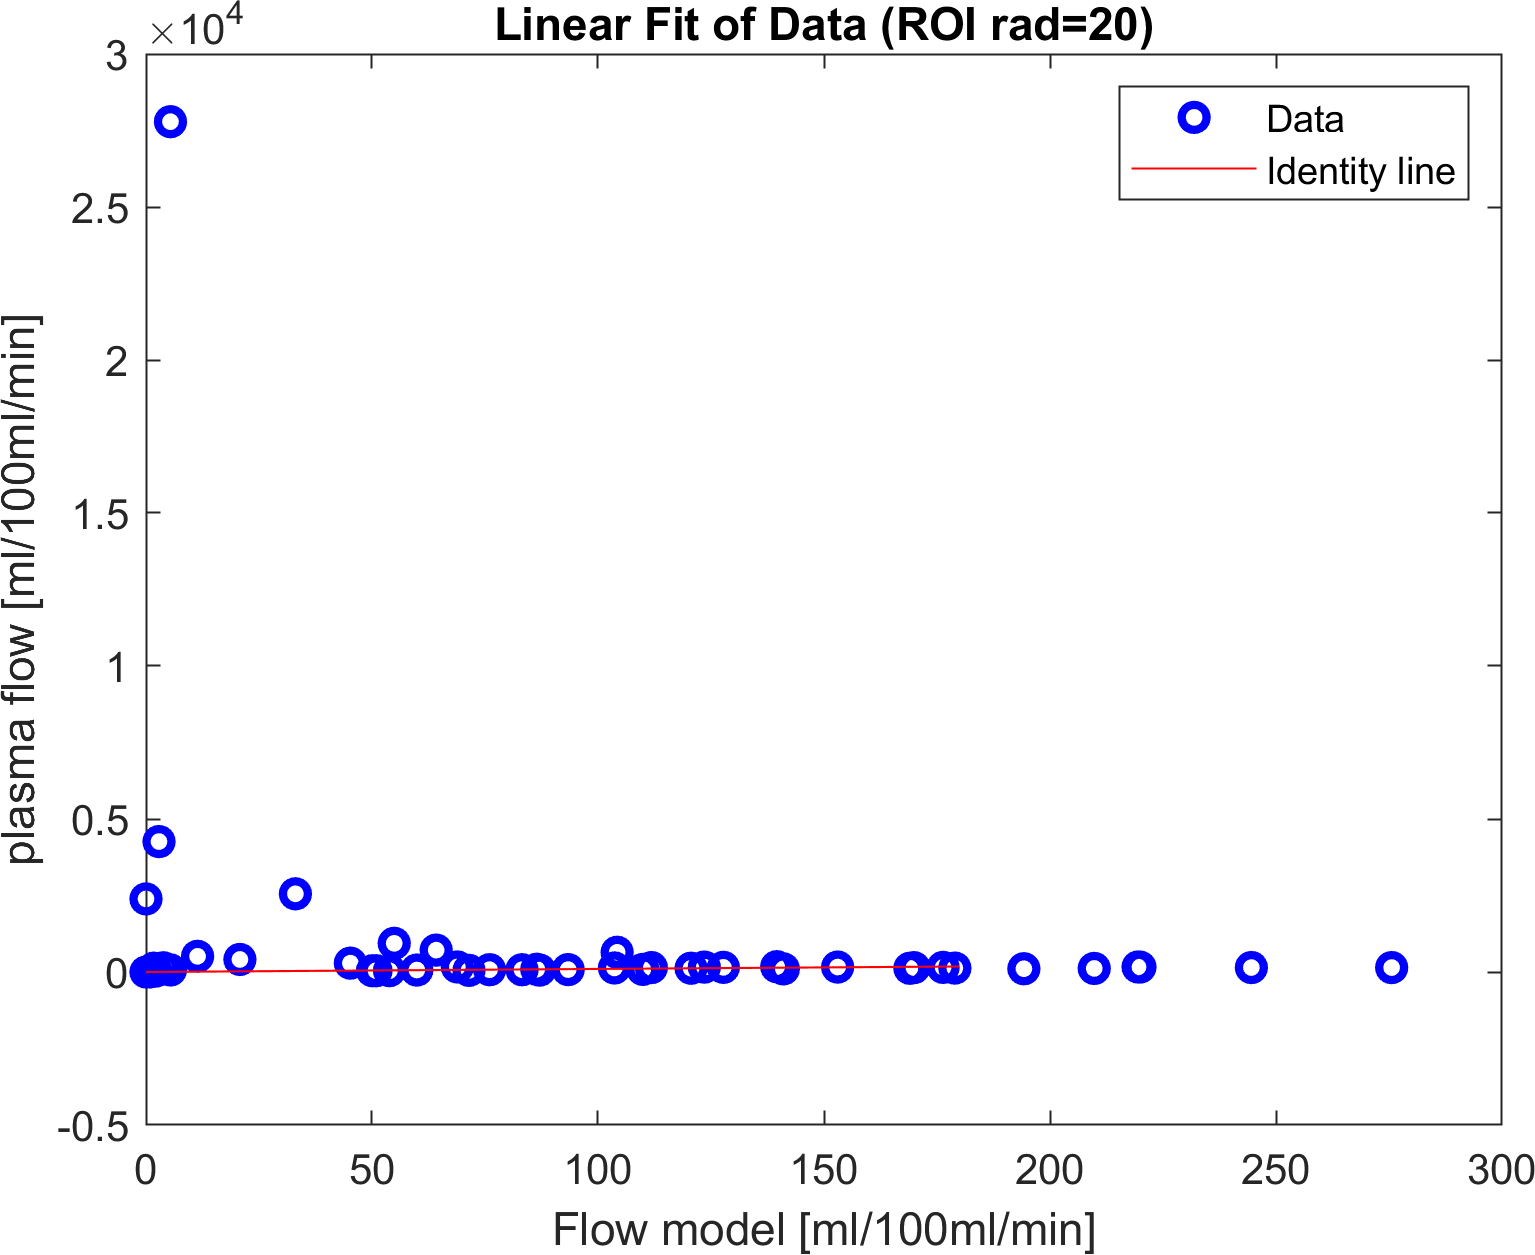 Linear Fit of Data (ROI rad=20)
×10⁴
3
2.5
2
1.5
1
0.5
0
-0.5
0 50 100 150 200 250 300
Flow model [ml/100ml/min]
plasma flow [ml/100ml/min]
Data
Identity line